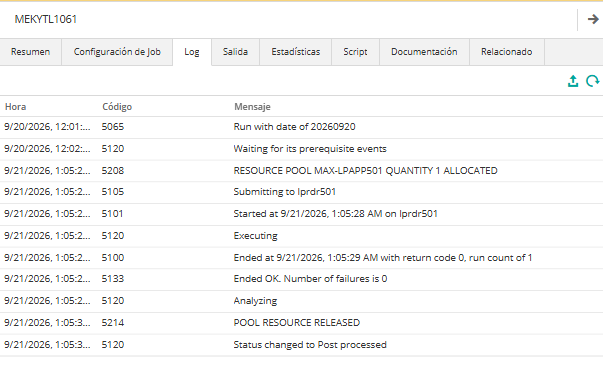 MEKYTL1061
Resumen Configuración de Job Log Salida Estadísticas Script Documentación Relacionado
Hora Código Mensaje
9/20/2026, 12:01:... 5065 Run with date of 20260920
9/20/2026, 12:02:... 5120 Waiting for its prerequisite events
9/21/2026, 1:05:2... 5208 RESOURCE POOL MAX-LPAPP501 QUANTITY 1 ALLOCATED
9/21/2026, 1:05:2... 5105 Submitting to lprdr501
9/21/2026, 1:05:2... 5101 Started at 9/21/2026, 1:05:28 AM on lprdr501
9/21/2026, 1:05:2... 5120 Executing
9/21/2026, 1:05:2... 5100 Ended at 9/21/2026, 1:05:29 AM with return code 0, run count of 1
9/21/2026, 1:05:2... 5133 Ended OK. Number of failures is 0
9/21/2026, 1:05:2... 5120 Analyzing
9/21/2026, 1:05:3... 5214 POOL RESOURCE RELEASED
9/21/2026, 1:05:3... 5120 Status changed to Post processed